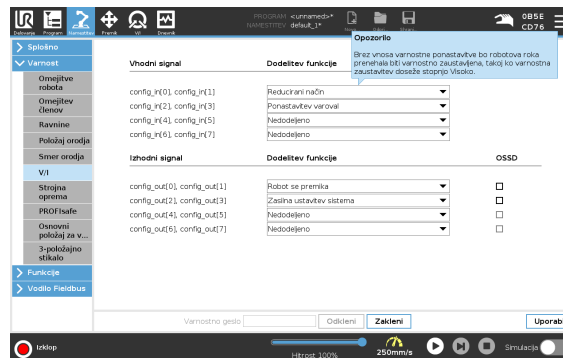 PROGRAM <unnamed>*
NAMESTITEV default_1*
0B5E
CD76
Delovanje Program Namestitev Premik V/I Dnevnik
Opozorilo
Brez vnosa varnostne ponastavitve bo robotova roka
prenehala biti varnostno zaustavljena, takoj ko varnostna
zaustavitev doseže stopnjo Visoko.
Splošno
Varnost
Omejitve
robota
Omejitev
členov
Ravnine
Položaj orodja
Smer orodja
V/I
Strojna
oprema
PROFIsafe
Osnovni
položaj za v...
3-položajno
stikalo
Funkcije
Vodilo Fieldbus
Vhodni signal Dodelitev funkcije
config_in[0], config_in[1] Reducirani način
config_in[2], config_in[3] Ponastavitev varoval
config_in[4], config_in[5] Nedodeljeno
config_in[6], config_in[7] Nedodeljeno
Izhodni signal Dodelitev funkcije OSSD
config_out[0], config_out[1] Robot se premika
config_out[2], config_out[3] Zasilna ustavitev sistema
config_out[4], config_out[5] Nedodeljeno
config_out[6], config_out[7] Nedodeljeno
Varnostno geslo Odkleni Zakleni Uporabi
Izklop Hitrost 100% 250mm/s Simulacija